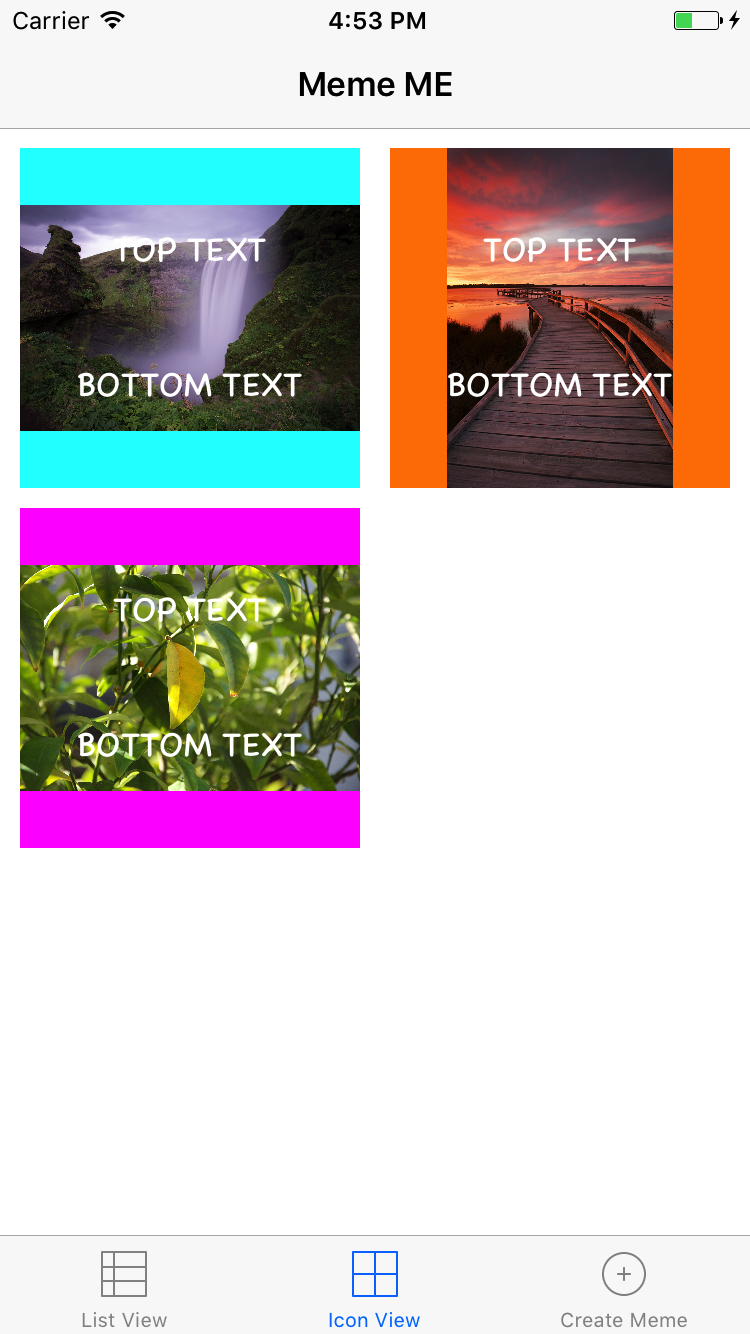 Carrier 4:53 PM
Meme ME
TOP TEXT
BOTTOM TEXT
TOP TEXT
BOTTOM TEXT
TOP TEXT
BOTTOM TEXT
List View
Icon View
Create Meme